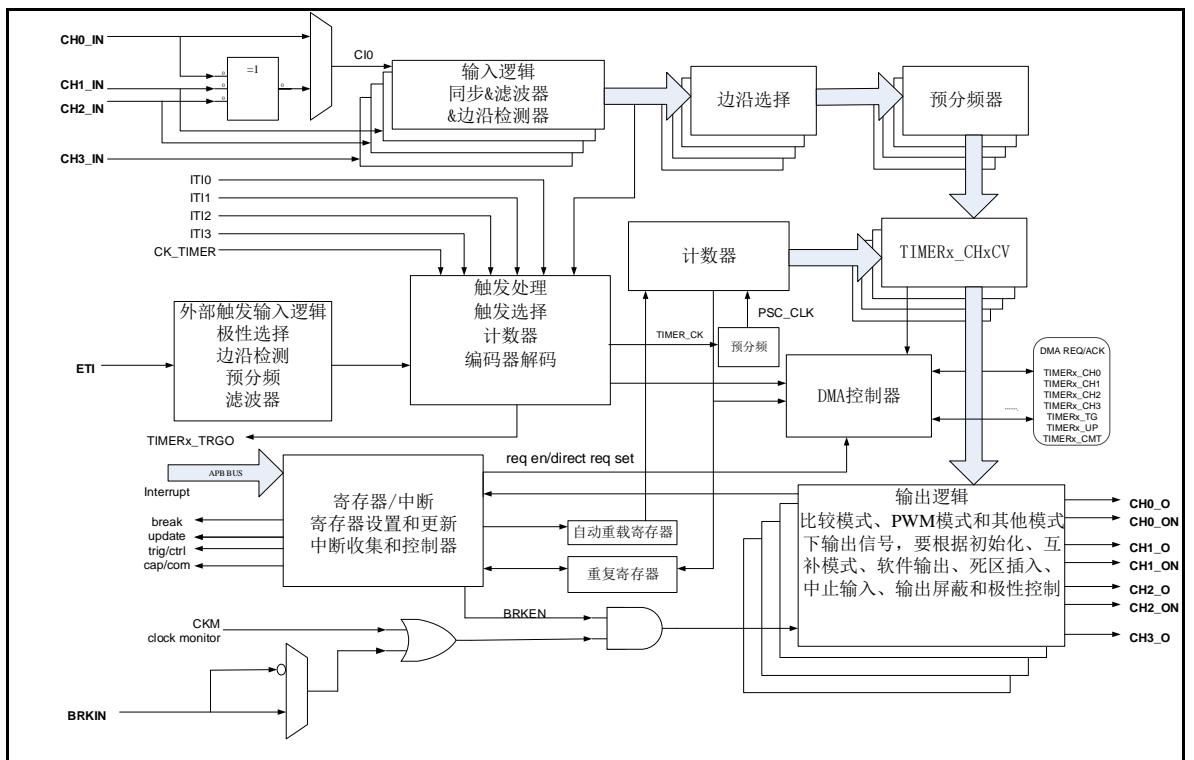 CH0_IN
CH1_IN
CH2_IN
CH3_IN
=1
CI0
输入逻辑
同步&滤波器
&边沿检测器
边沿选择
预分频器
ITI0
ITI1
ITI2
ITI3
CK_TIMER
触发处理
触发选择
计数器
编码器解码
计数器
TIMERx_CHxCV
外部触发输入逻辑
极性选择
边沿检测
预分频
滤波器
ETI
TIMER_CK
PSC_CLK
预分频
DMA控制器
DMA REQ/ACK
TIMERx_CH0
TIMERx_CH1
TIMERx_CH2
TIMERx_CH3
TIMERx_TG
TIMERx_UP
TIMERx_CMT
.......
TIMERx_TRGO
req en/direct req set
APB BUS
Interrupt
break
update
trig/ctrl
cap/com
寄存器/中断
寄存器设置和更新
中断收集和控制器
自动重载寄存器
重复寄存器
输出逻辑
比较模式、PWM模式和其他模式
下输出信号，要根据初始化、互
补模式、软件输出、死区插入、
中止输入、输出屏蔽和极性控制
CH0_O
CH0_ON
CH1_O
CH1_ON
CH2_O
CH2_ON
CH3_O
BRKEN
CKM
clock monitor
BRKIN